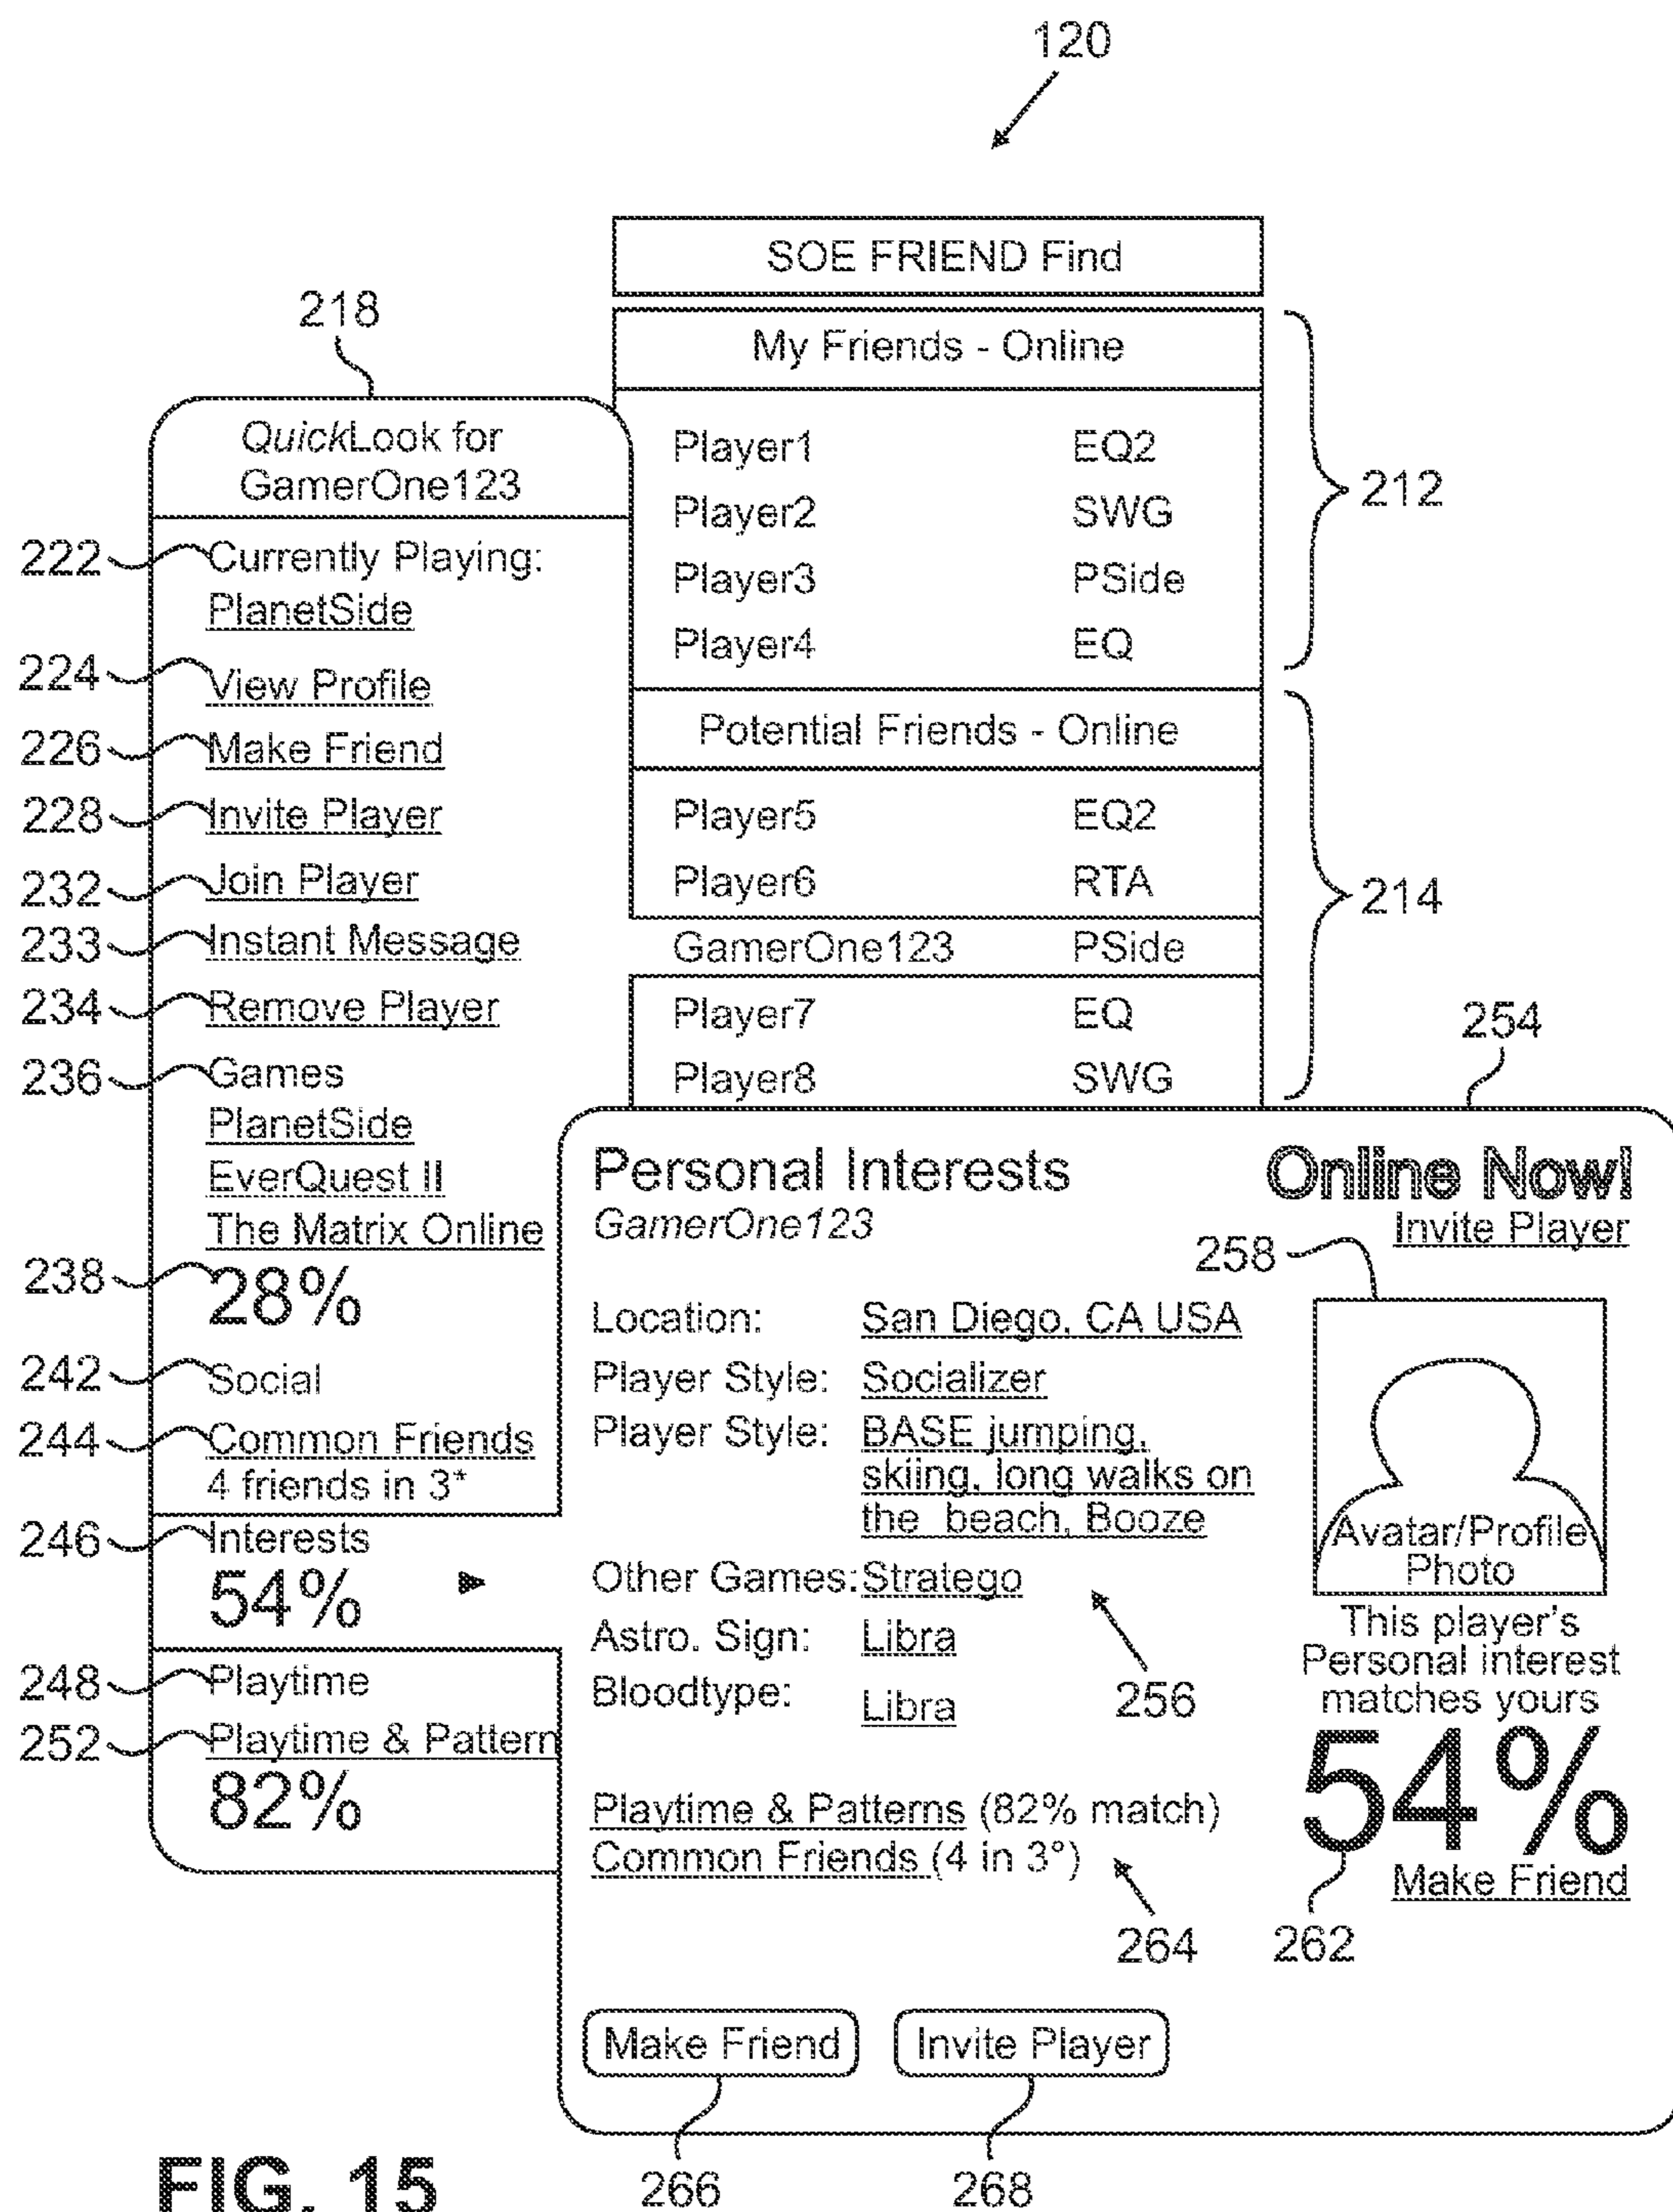 120
SOE FRIEND Find
My Friends - Online
Player1 EQ2
Player2 SWG
Player3 PSide
Player4 EQ
212
Potential Friends - Online
Player5 EQ2
Player6 RTA
GamerOne123 PSide
Player7 EQ
Player8 SWG
214
218
QuickLook for
GamerOne123
222 Currently Playing:
PlanetSide
224 View Profile
226 Make Friend
228 Invite Player
232 Join Player
233 Instant Message
234 Remove Player
236 Games
PlanetSide
EverQuest II
The Matrix Online
238 28%
242 Social
244 Common Friends
4 friends in 3*
246 Interests
54%
248 Playtime
252 Playtime & Pattern
82%
254
Personal Interests Online Now!
GamerOne123 Invite Player
258
Location: San Diego, CA USA
Player Style: Socializer
Player Style: BASE jumping,
skiing, long walks on
the beach, Booze
Other Games: Stratego
Astro. Sign: Libra
Bloodtype: Libra
256
Avatar/Profile
Photo
This player's
Personal interest
matches yours
54%
Make Friend
262
Playtime & Patterns (82% match)
Common Friends (4 in 3°)
264
Make Friend Invite Player
266 268
FIG. 15